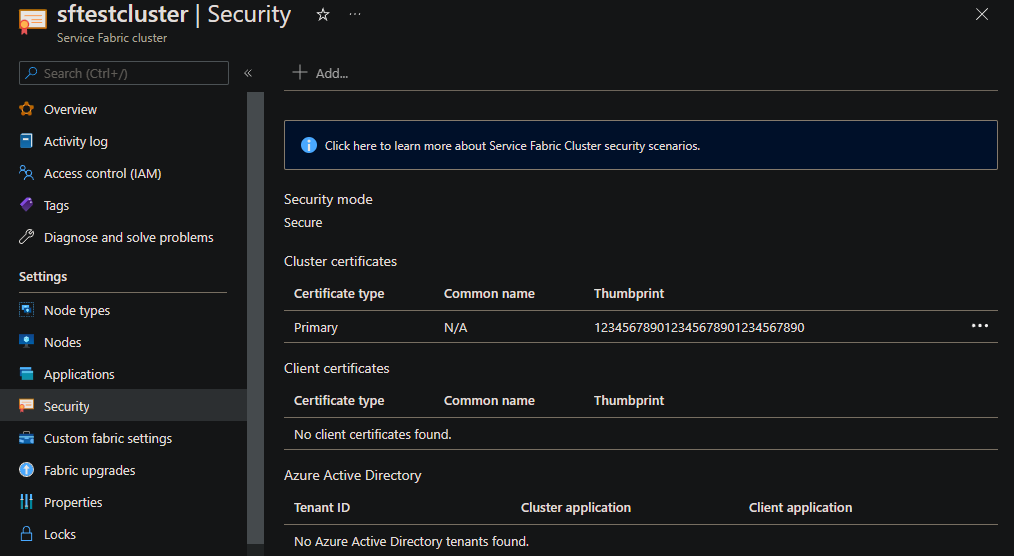 sftestcluster | Security
Service Fabric cluster
Search (Ctrl+/)
Overview
Activity log
Access control (IAM)
Tags
Diagnose and solve problems
Settings
Node types
Nodes
Applications
Security
Custom fabric settings
Fabric upgrades
Properties
Locks
Add...
Click here to learn more about Service Fabric Cluster security scenarios.
Security mode
Secure
Cluster certificates
Certificate type Common name Thumbprint
Primary N/A 123456789012345678901234567890
Client certificates
Certificate type Common name Thumbprint
No client certificates found.
Azure Active Directory
Tenant ID Cluster application Client application
No Azure Active Directory tenants found.